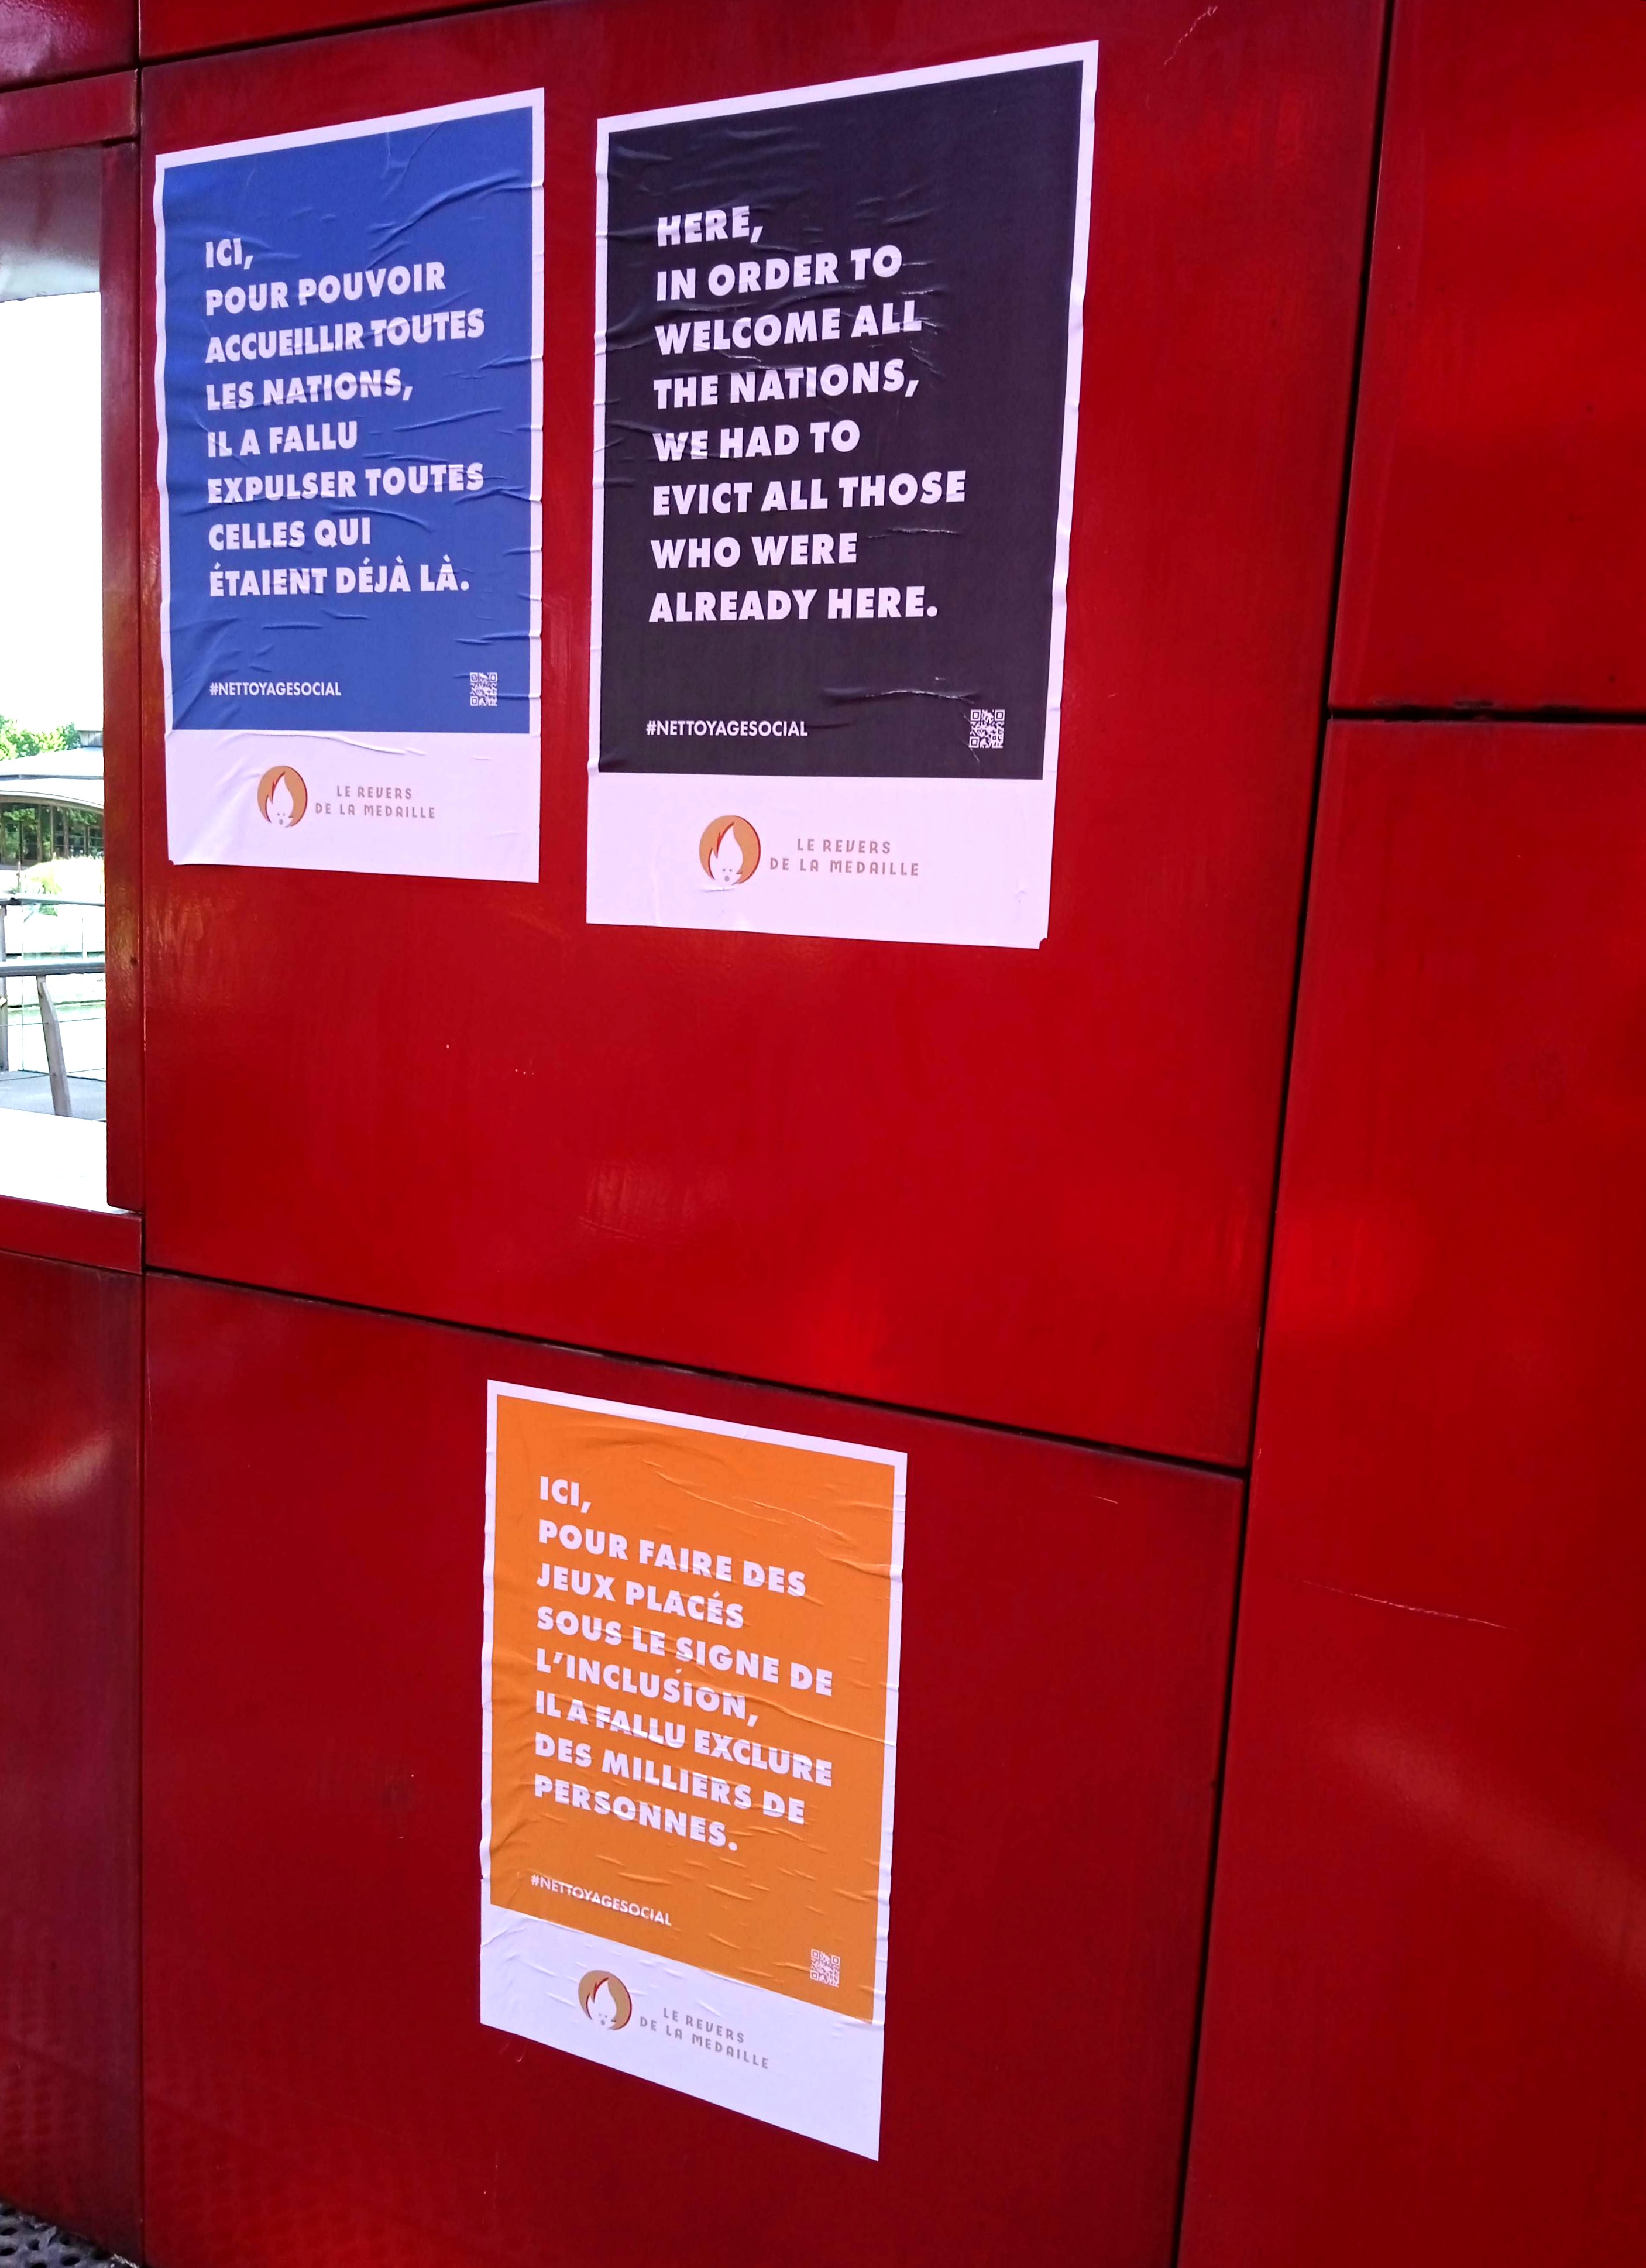 ICI,
POUR POUVOIR
ACCUEILLIR TOUTES
LES NATIONS,
IL A FALLU
EXPULSER TOUTES
CELLES QUI
ÉTAIENT DÉJÀ LÀ.
#NETTOYAGESOCIAL
LE REVERS
DE LA MEDAILLE
HERE,
IN ORDER TO
WELCOME ALL
THE NATIONS,
WE HAD TO
EVICT ALL THOSE
WHO WERE
ALREADY HERE.
#NETTOYAGESOCIAL
LE REVERS
DE LA MEDAILLE
ICI,
POUR FAIRE DES
JEUX PLACÉS
SOUS LE SIGNE DE
L'INCLUSION,
IL A FALLU EXCLURE
DES MILLIERS DE
PERSONNES.
#NETTOYAGESOCIAL
LE REVERS
DE LA MEDAILLE